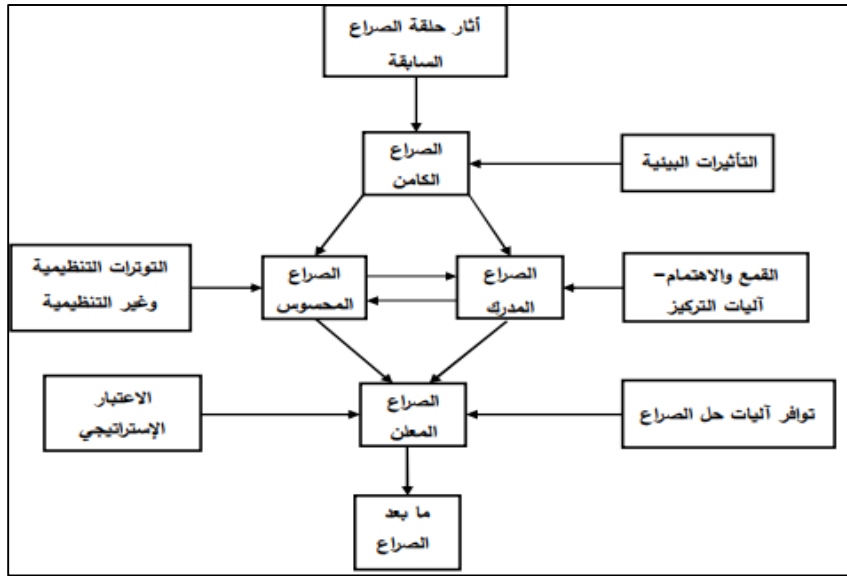 أثار حلقة الصراع
السابقة
الصراع
الكامن
التأثيرات البيئية
التوترات التنظيمية
وغير التنظيمية
الصراع
المحسوس
الصراع
المدرك
القمع والاهتمام–
آليات التركيز
الاعتبار
الإستراتيجي
الصراع
المعلن
توافر آليات حل الصراع
ما بعد
الصراع